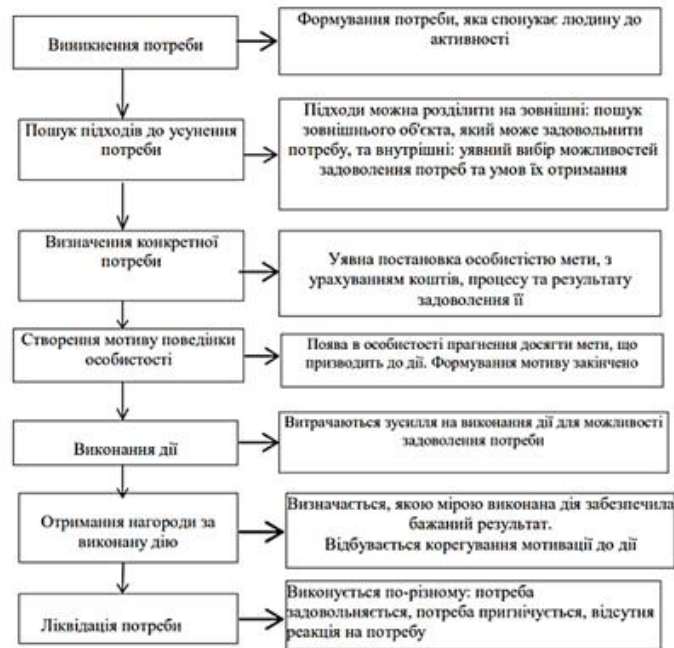 Виникнення потреби
Формування потреби, яка спонукає людину до
активності
Пошук підходів до усунення
потреби
Підходи можна розділити на зовнішні: пошук
зовнішнього об'єкта, який може задовольнити
потребу, та внутрішні: уявний вибір можливостей
задоволення потреб та умов їх отримання
Визначення конкретної
потреби
Уявна постановка особистістю мети, з
урахуванням коштів, процесу та результату
задоволення її
Створення мотиву поведінки
особистості
Поява в особистості прагнення досягти мети, що
призводить до дії. Формування мотиву закінчено
Виконання дії
Витрачаються зусилля на виконання дії для можливості
задоволення потреби
Отримання нагороди за
виконану дію
Визначається, якою мірою виконана дія забезпечила
бажаний результат.
Відбувається корегування мотивації до дії
Ліквідація потреби
Виконується по-різному: потреба
задовольняється, потреба пригнічується, відсутня
реакція на потребу